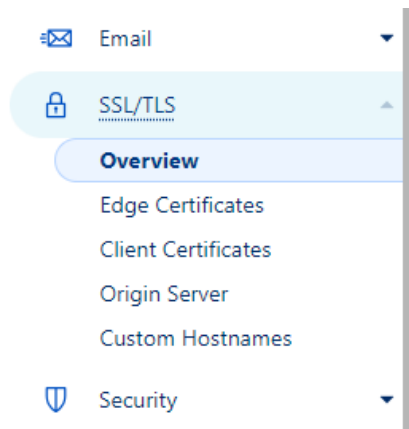 Email
SSL/TLS
Overview
Edge Certificates
Client Certificates
Origin Server
Custom Hostnames
Security